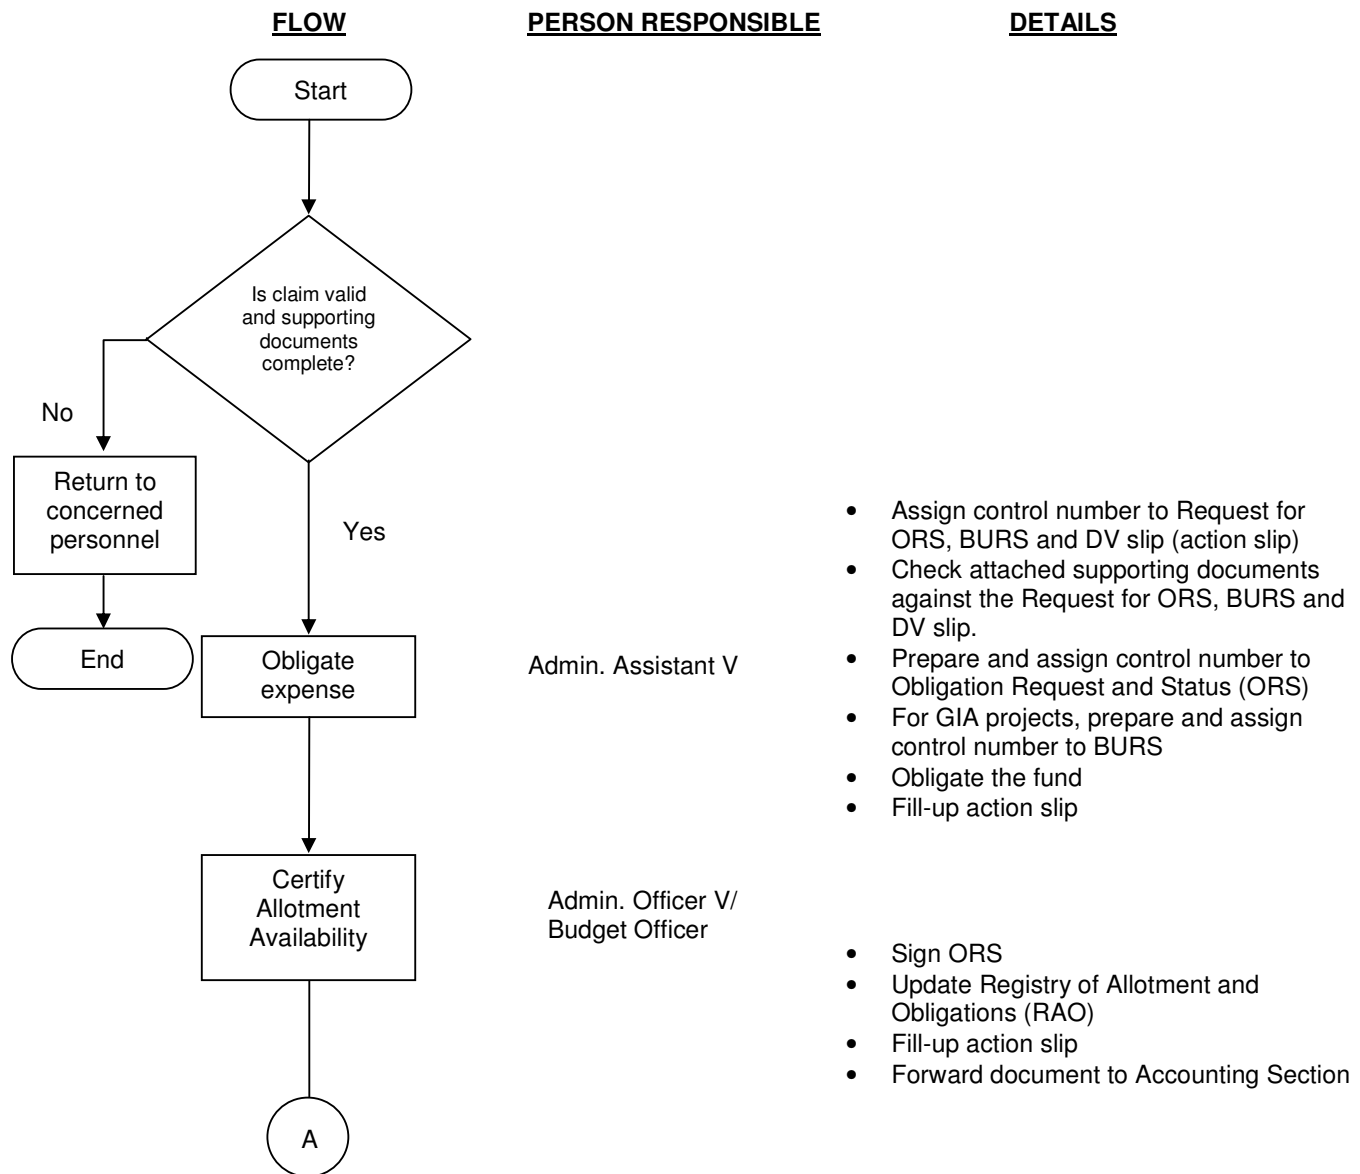 FLOW
PERSON RESPONSIBLE
DETAILS
Start
Is claim valid
and supporting
documents
complete?
No
Return to
concerned
personnel
End
Yes
Obligate
expense
Admin. Assistant V
• Assign control number to Request for
ORS, BURS and DV slip (action slip)
• Check attached supporting documents
against the Request for ORS, BURS and
DV slip.
• Prepare and assign control number to
Obligation Request and Status (ORS)
• For GIA projects, prepare and assign
control number to BURS
• Obligate the fund
• Fill-up action slip
Certify
Allotment
Availability
Admin. Officer V/
Budget Officer
• Sign ORS
• Update Registry of Allotment and
Obligations (RAO)
• Fill-up action slip
• Forward document to Accounting Section
A